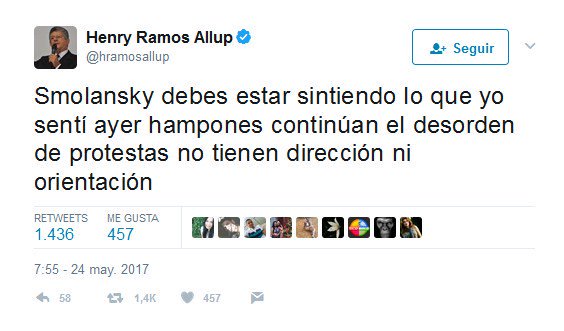 Henry Ramos Allup
@hramosallup
Seguir
Smolansky debes estar sintiendo lo que yo
sentí ayer hampones continúan el desorden
de protestas no tienen dirección ni
orientación
RETWEETS ME GUSTA
1.436 457
7:55 - 24 may. 2017
58 1,4K 457